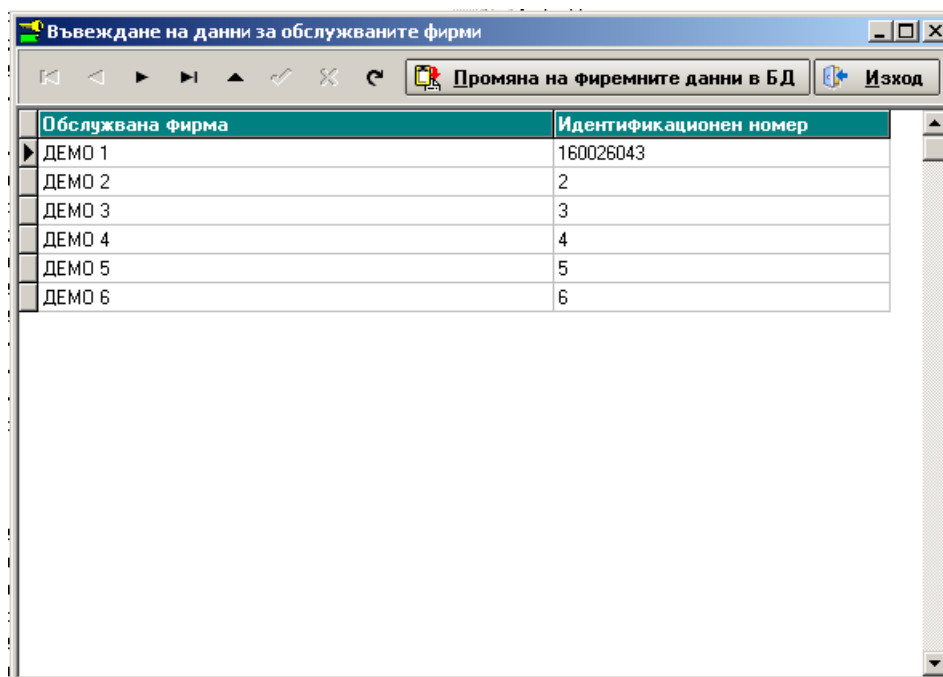 Въвеждане на данни за обслужваните фирми
Промяна на фиремните данни в БД Изход
Обслужвана фирма Идентификационен номер
ДЕМО 1 160026043
ДЕМО 2 2
ДЕМО 3 3
ДЕМО 4 4
ДЕМО 5 5
ДЕМО 6 6